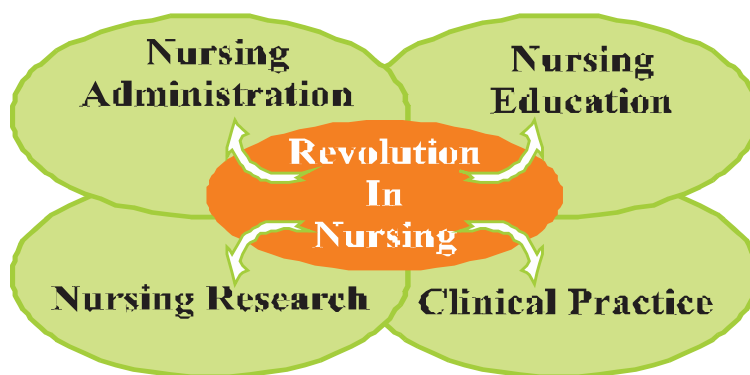 Nursing
Administration
Nursing
Education
Revolution
In
Nursing
Nursing Research
Clinical Practice